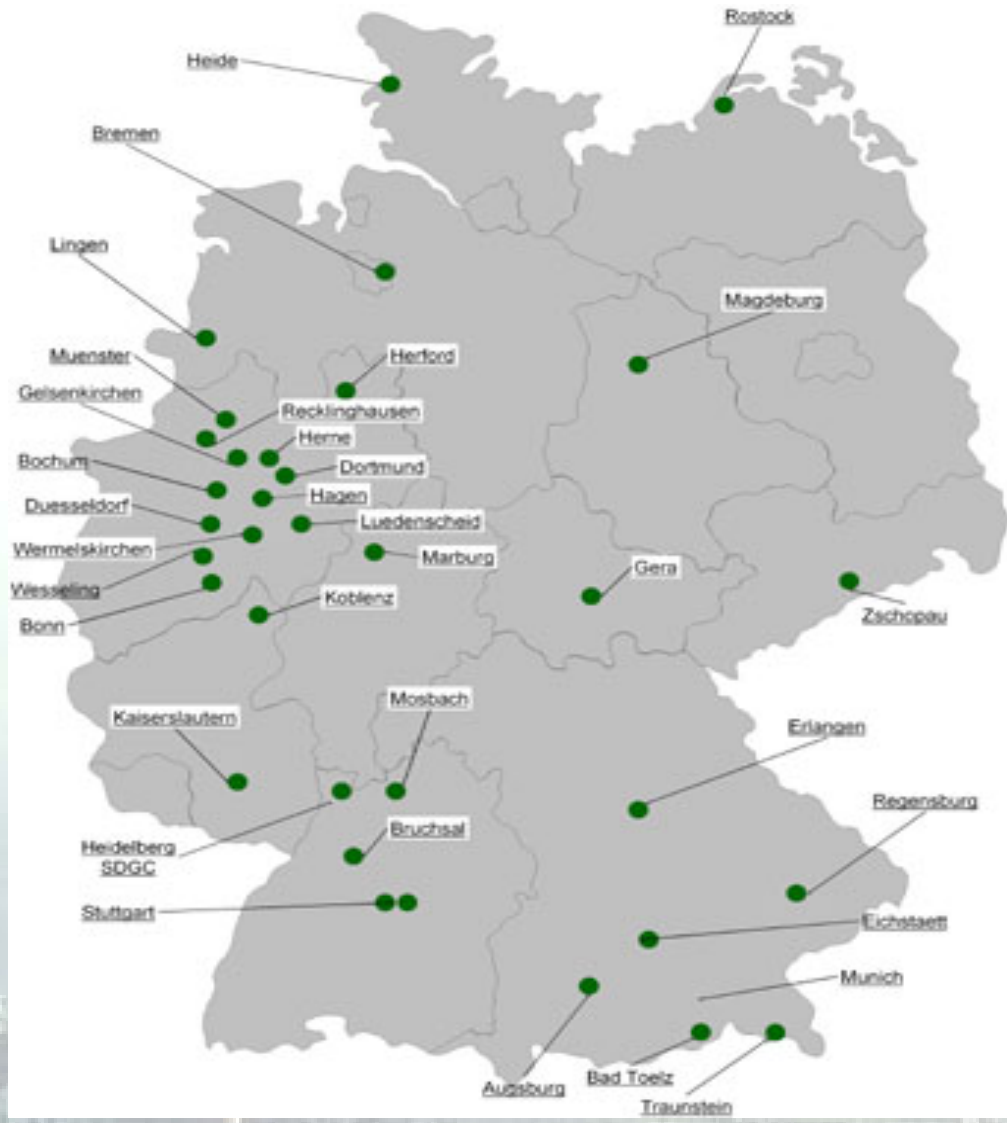 Rostock
Heide
Bremen
Lingen
Magdeburg
Muenster
Herford
Gelsenkirchen
Recklinghausen
Herne
Bochum
Dortmund
Hagen
Duesseldorf
Luedenscheid
Wermelskirchen
Marburg
Gera
Wesseling
Koblenz
Zschopau
Bonn
Mosbach
Kaiserslautern
Erlangen
Regensburg
Bruchsal
Heidelberg
SDGC
Stuttgart
Eichstaett
Munich
Bad Toelz
Augsburg
Traunstein